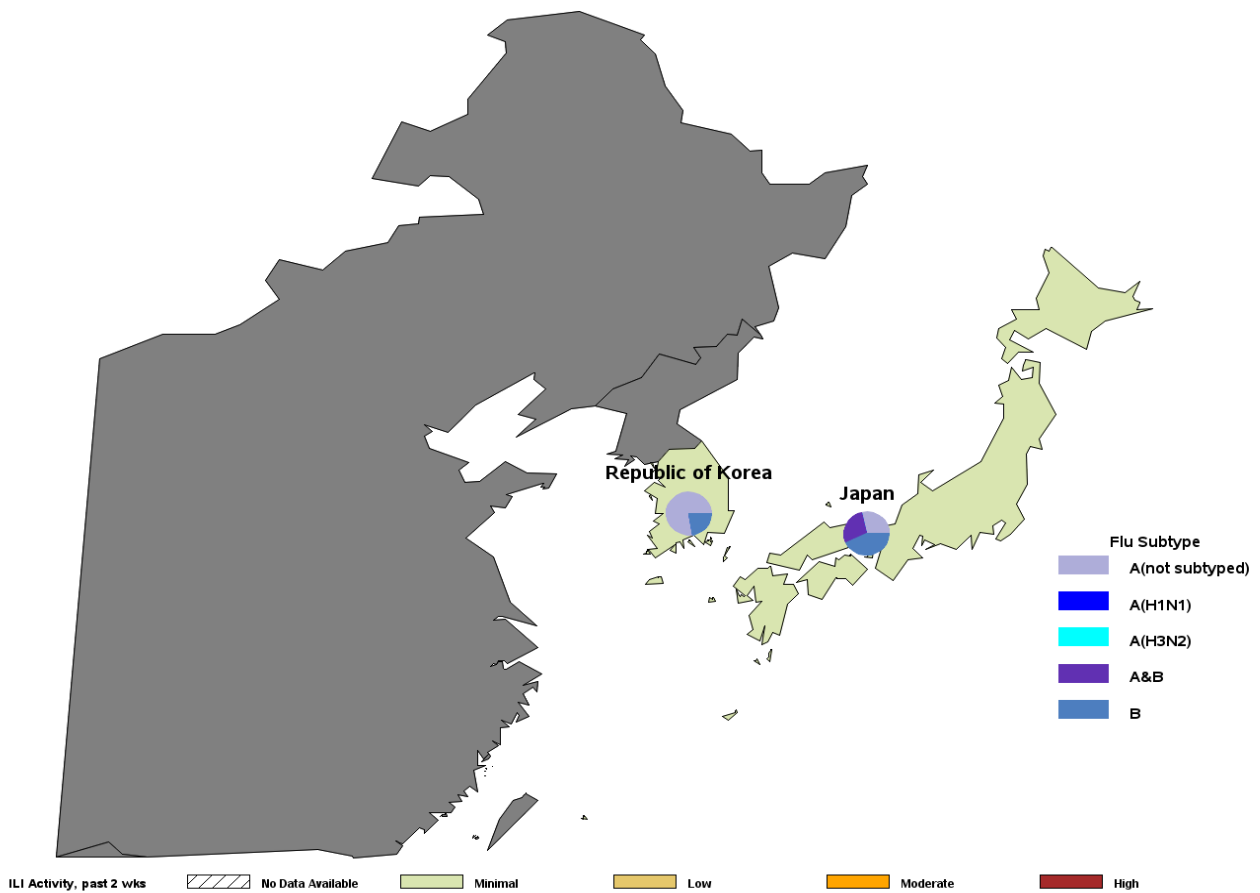 Republic of Korea
Japan
Flu Subtype
A(not subtyped)
A(H1N1)
A(H3N2)
A&B
B
ILI Activity, past 2 wks No Data Available Minimal Low Moderate High